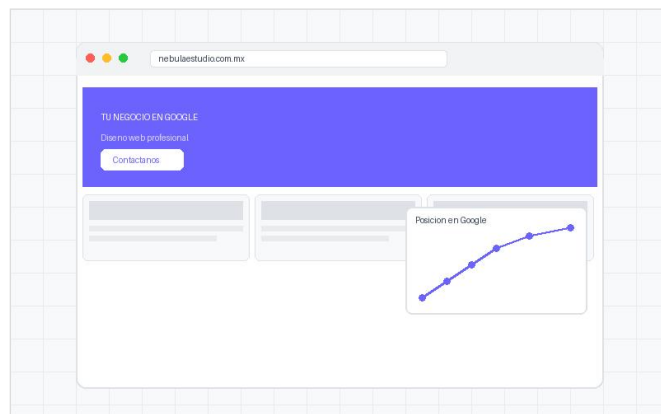 nebulaestudio.com.mx
TU NEGOCIO EN GOOGLE
Diseno web profesional
Contactanos
Posicion en Google